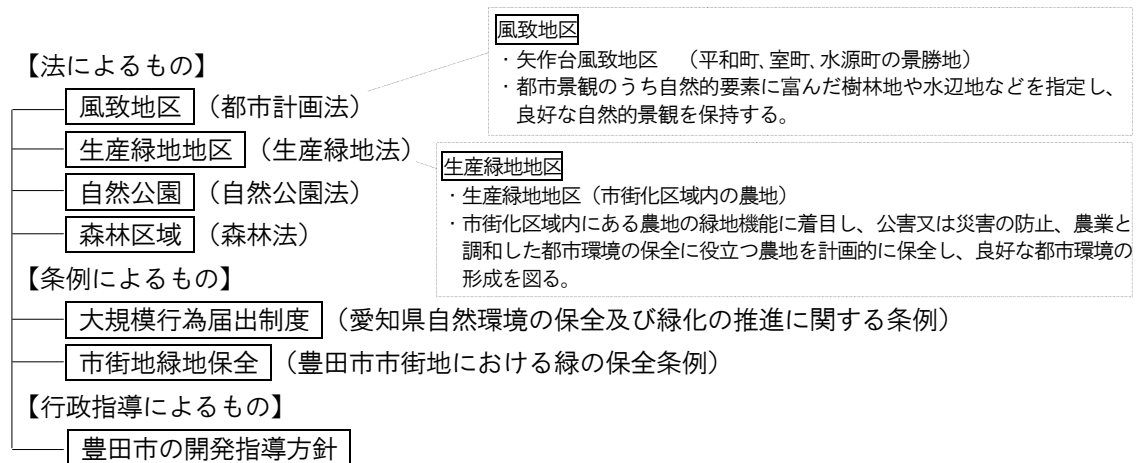 【法によるもの】
風致地区（都市計画法）
生産緑地地区（生産緑地法）
自然公園（自然公園法）
森林区域（森林法）
【条例によるもの】
大規模行為届出制度（愛知県自然環境の保全及び緑化の推進に関する条例）
市街地緑地保全（豊田市市街地における緑の保全条例）
【行政指導によるもの】
豊田市の開発指導方針
風致地区
・矢作台風致地区　（平和町、室町、水源町の景勝地）
・都市景観のうち自然的要素に富んだ樹林地や水辺地などを指定し、
良好な自然的景観を保持する。
生産緑地地区
・生産緑地地区（市街化区域内の農地）
・市街化区域内にある農地の緑地機能に着目し、公害又は災害の防止、農業と
調和した都市環境の保全に役立つ農地を計画的に保全し、良好な都市環境の
形成を図る。